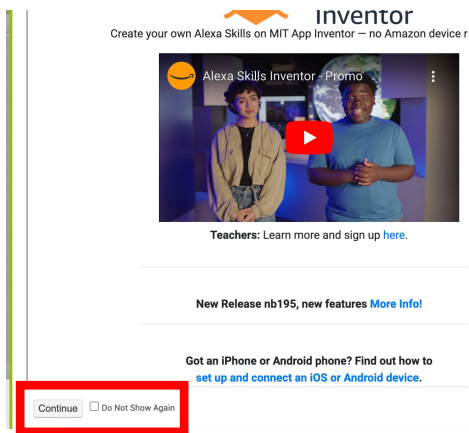 Inventor
Create your own Alexa Skills on MIT App Inventor — no Amazon device r
Alexa Skills Inventor - Promo
Teachers: Learn more and sign up here.
New Release nb195, new features More Info!
Got an iPhone or Android phone? Find out how to
set up and connect an iOS or Android device.
Continue Do Not Show Again